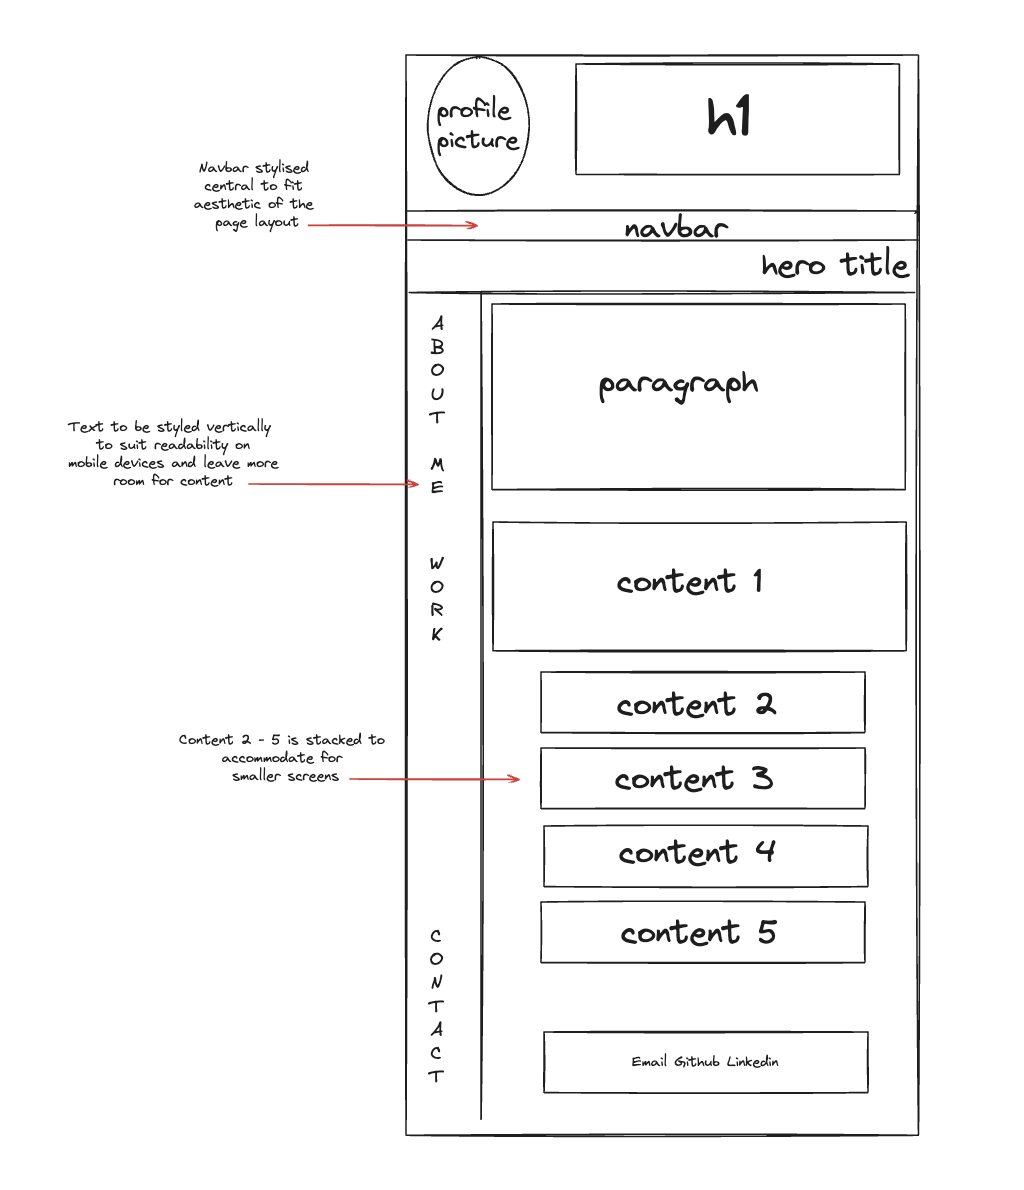 profile
picture
h1
Navbar stylised
central to fit
aesthetic of the
page layout
navbar
hero title
A
B
O
U
T
M
E
paragraph
Text to be styled vertically
to suit readability on
mobile devices and leave more
room for content
W
O
R
K
content 1
content 2
Content 2 - 5 is stacked to
accommodate for
smaller screens
content 3
content 4
content 5
C
O
N
T
A
C
T
Email Github Linkedin